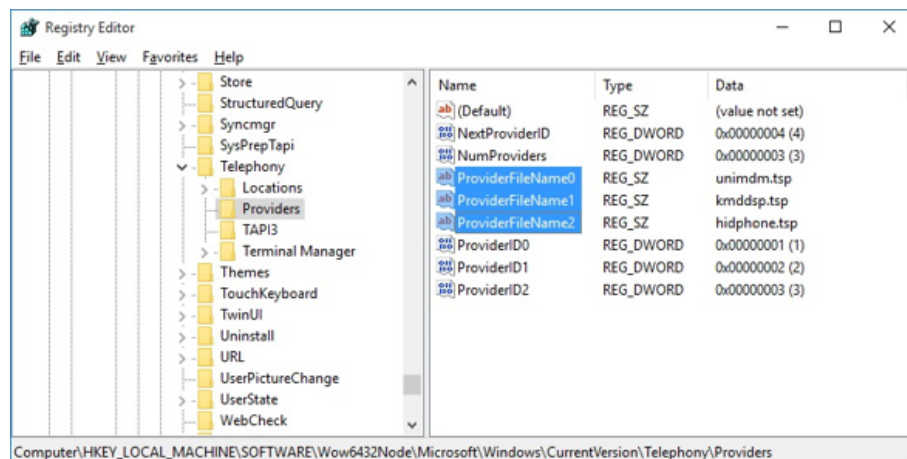 Registry Editor
File Edit View Favorites Help
Store
StructuredQuery
Syncmgr
SysPrepTapi
Telephony
Locations
Providers
TAPI3
Terminal Manager
Themes
TouchKeyboard
TwinUI
Uninstall
URL
UserPictureChange
UserState
WebCheck
Name Type Data
(Default) REG_SZ (value not set)
NextProviderID REG_DWORD 0x00000004 (4)
NumProviders REG_DWORD 0x00000003 (3)
ProviderFileName0 REG_SZ unimdm.tsp
ProviderFileName1 REG_SZ kmddsp.tsp
ProviderFileName2 REG_SZ hidphone.tsp
ProviderID0 REG_DWORD 0x00000001 (1)
ProviderID1 REG_DWORD 0x00000002 (2)
ProviderID2 REG_DWORD 0x00000003 (3)
Computer\HKEY_LOCAL_MACHINE\SOFTWARE\Wow6432Node\Microsoft\Windows\CurrentVersion\Telephony\Providers